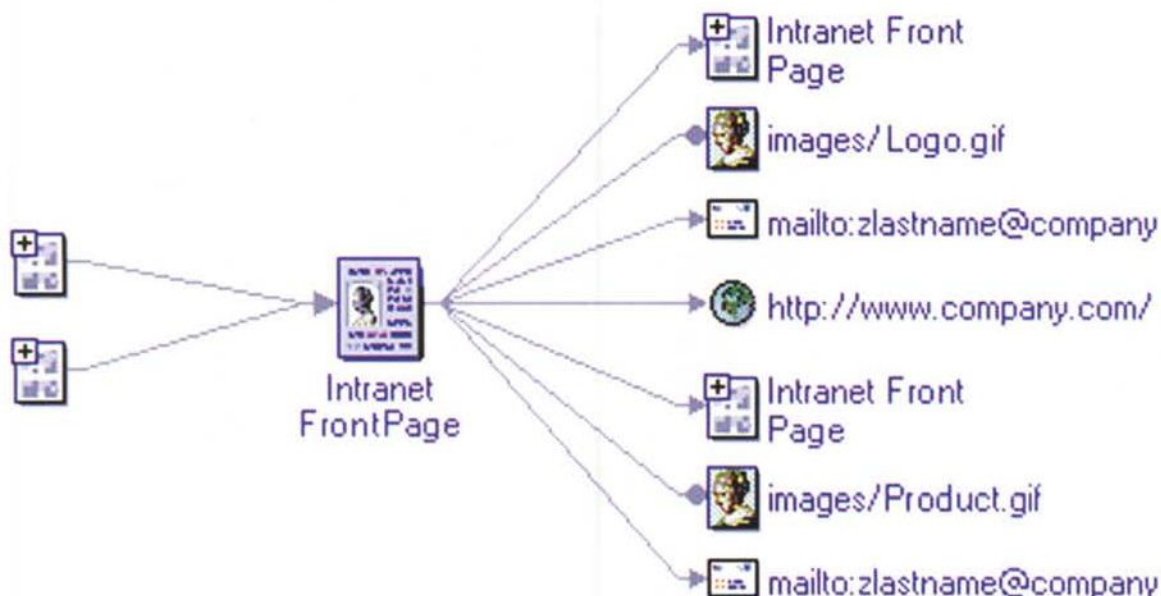 Intranet Front
Page
images/Logo.gif
mailto:zlastname@company
http://www.company.com/
Intranet
FrontPage
Intranet Front
Page
images/Product.gif
mailto:zlastname@company